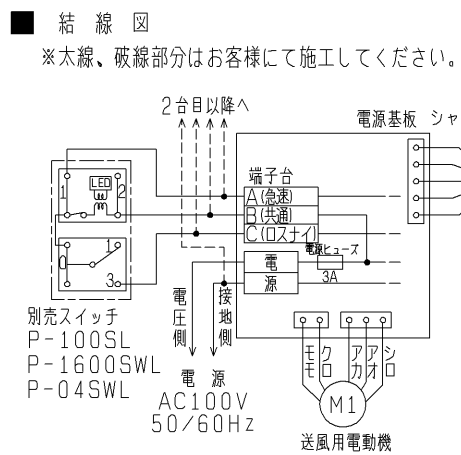 ■ 結線図
※太線、破線部分はお客様にて施工してください。
2台目以降へ
電源基板 シャ
端子台
LED
1
2
A(急速)
B(共通)
C(ロスナイ)
0
1
3
電源ヒューズ
電
源
3A
別売スイッチ
P-100SL
P-1600SWL
P-04SWL
電圧側
接地側
電源
AC100V
50/60Hz
モモ
クロ
アカ
アオ
シロ
M1
送風用電動機